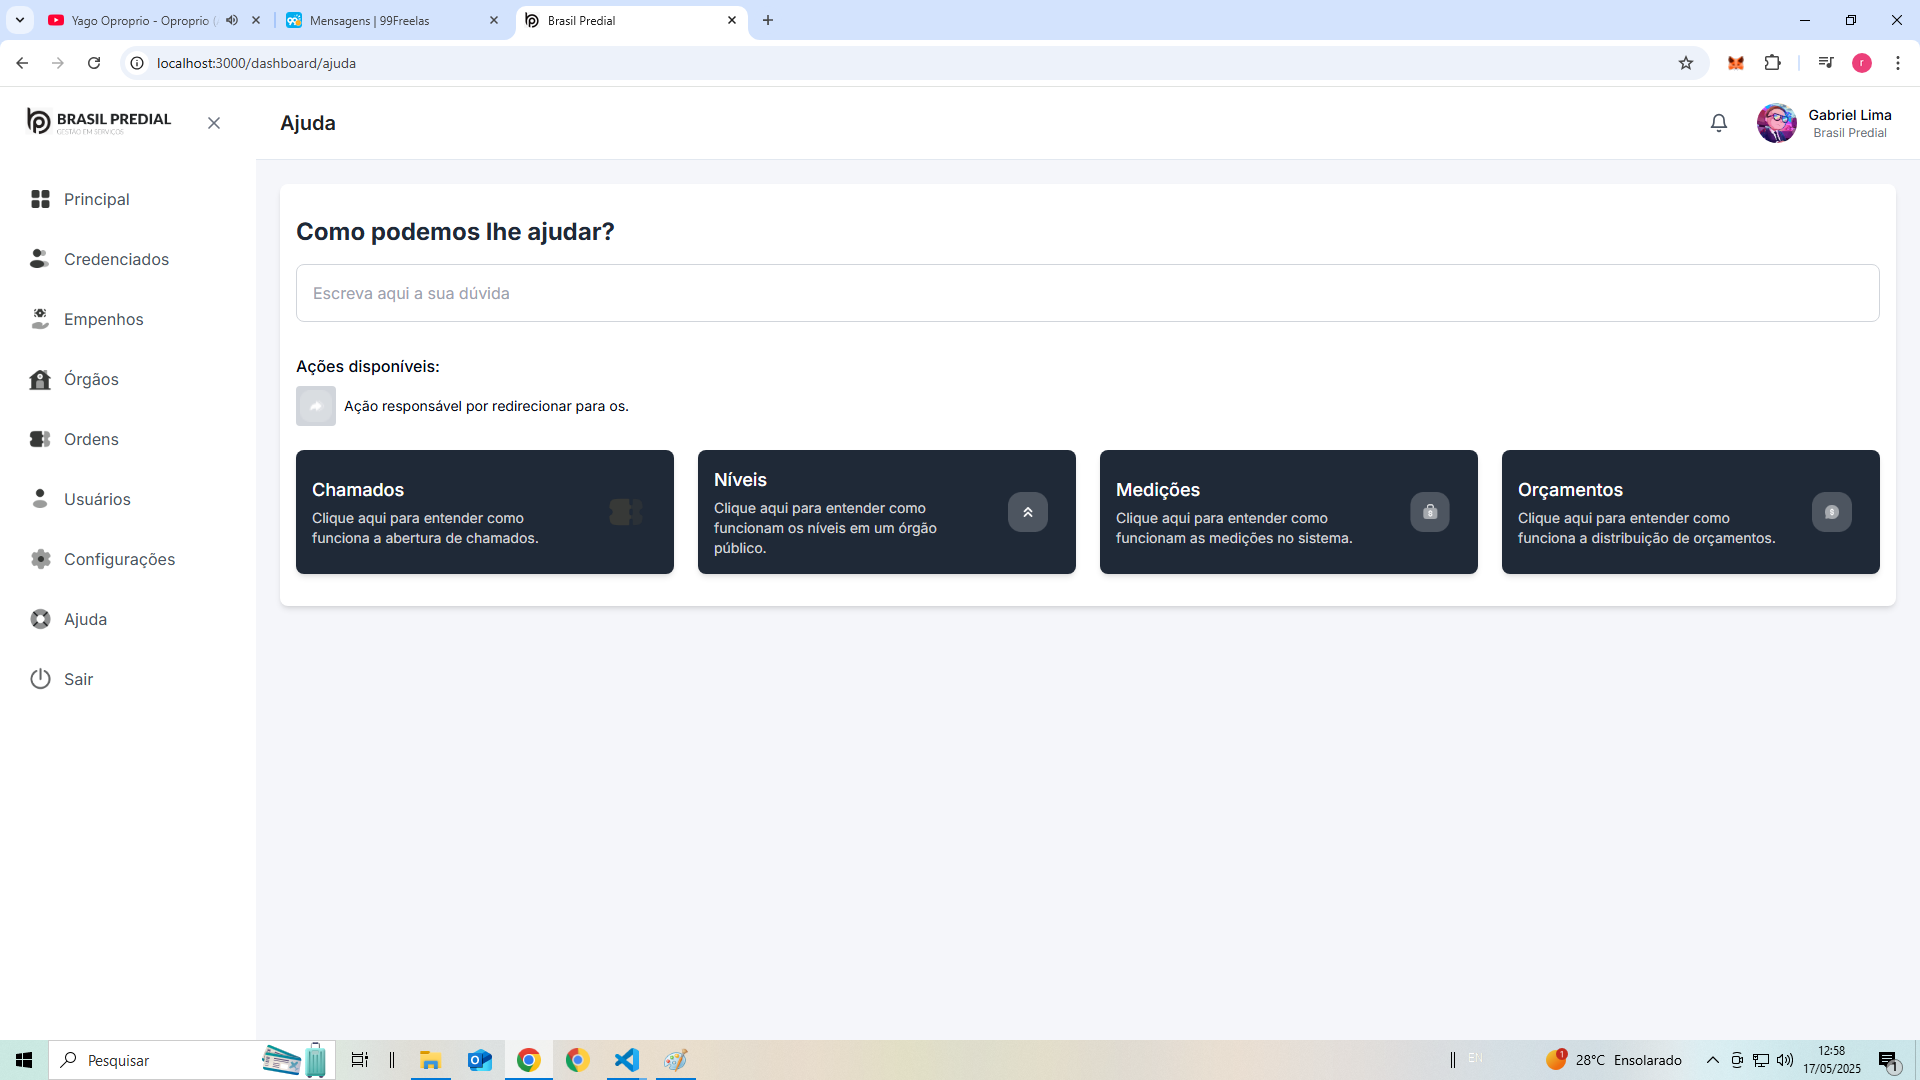 Yago Oproprio - Oproprio (
Mensagens | 99Freelas
Brasil Predial
localhost:3000/dashboard/ajuda
r
BRASIL PREDIAL
GESTÃO EM SERVIÇOS
Ajuda
Gabriel Lima
Brasil Predial
Principal
Credenciados
Empenhos
Órgãos
Ordens
Usuários
Configurações
Ajuda
Sair
Como podemos lhe ajudar?
Escreva aqui a sua dúvida
Ações disponíveis:
Ação responsável por redirecionar para os.
Chamados
Clique aqui para entender como
funciona a abertura de chamados.
Níveis
Clique aqui para entender como
funcionam os níveis em um órgão
público.
Medições
Clique aqui para entender como
funcionam as medições no sistema.
Orçamentos
Clique aqui para entender como
funciona a distribuição de orçamentos.
Pesquisar
EN
1
28°C Ensolarado
12:58
17/05/2025
1